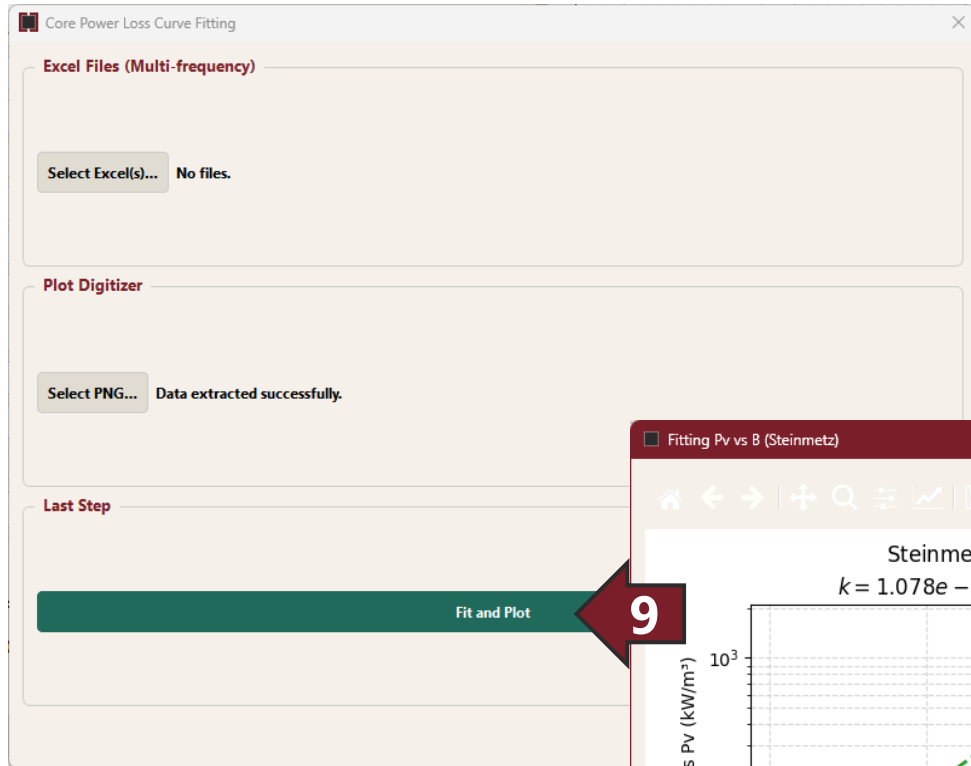 Core Power Loss Curve Fitting
Excel Files (Multi-frequency)
Select Excel(s)... No files.
Plot Digitizer
Select PNG... Data extracted successfully.
Last Step
Fit and Plot
9
Fitting Pv vs B (Steinmetz)
k = 1.078e −
10³
Pv (kW/m³)